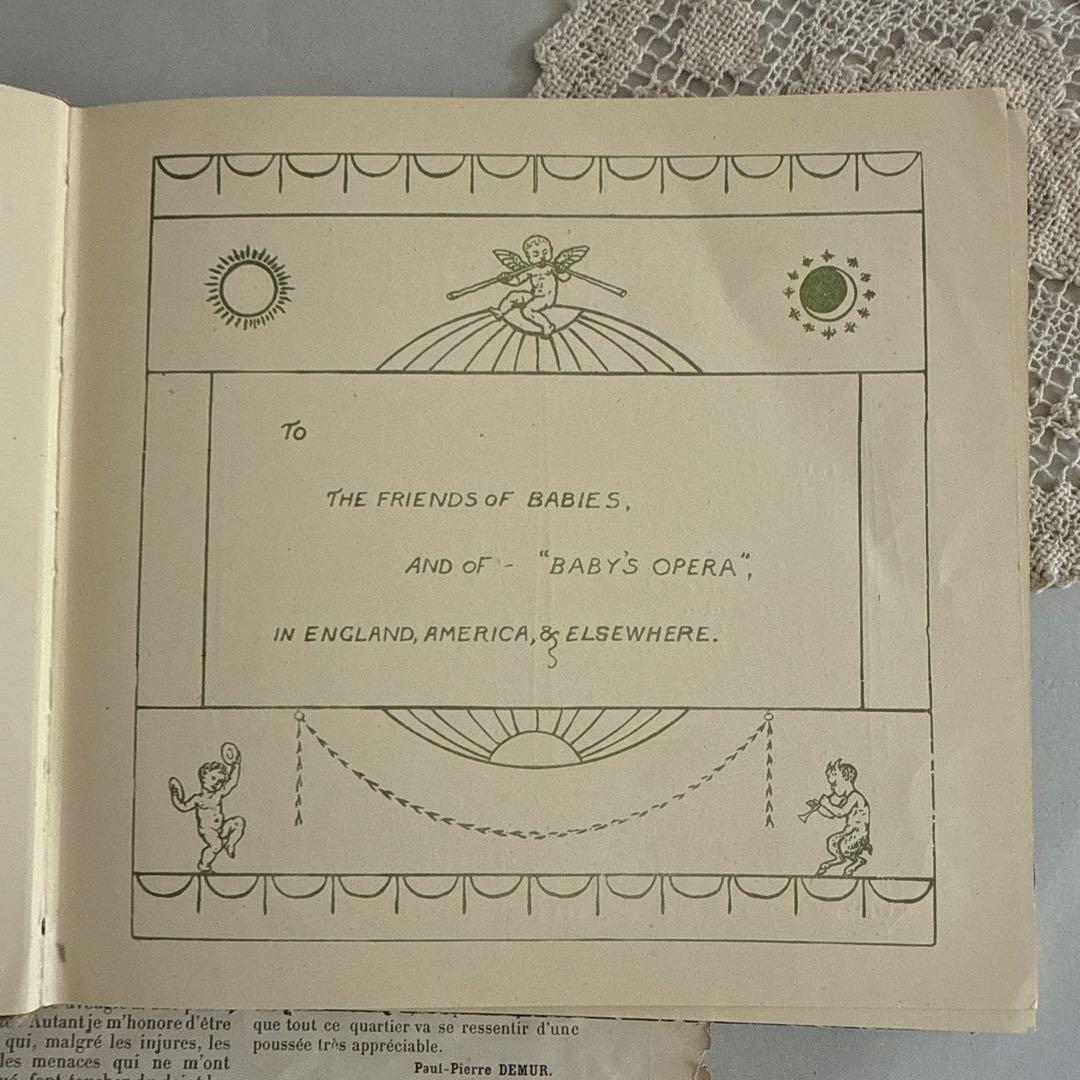 To
THE FRIENDS OF BABIES,
AND OF - "BABY'S OPERA",
IN ENGLAND, AMERICA, & ELSEWHERE.
Autant je m'honore d'être
qui, malgré les injures, les
les menaces qui ne m'ont
que tout ce quartier va se ressentir d'une
poussée très appréciable.
Paul-Pierre DEMUR.